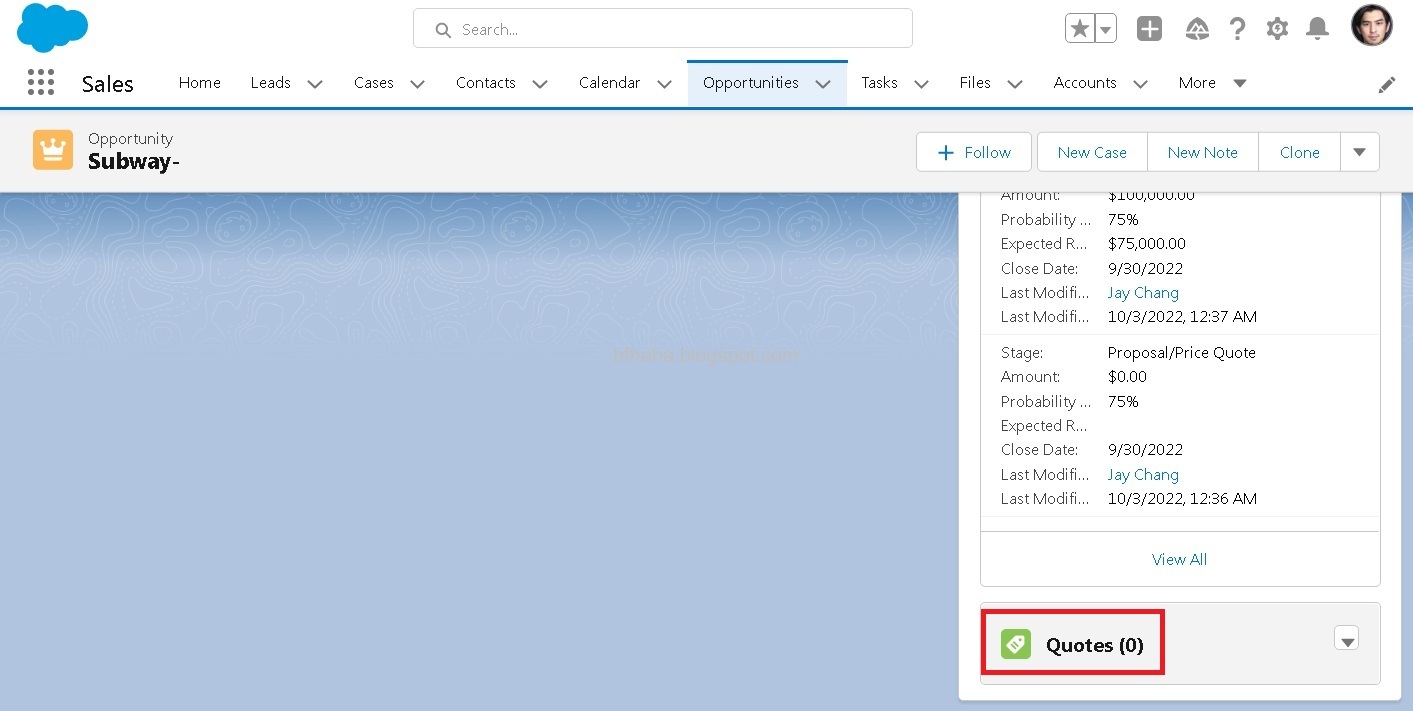 Search...
Sales Home Leads Cases Contacts Calendar Opportunities Tasks Files Accounts More
Opportunity
Subway-
Follow New Case New Note Clone
Amount: $100,000.00
Probability ... 75%
Expected R... $75,000.00
Close Date: 9/30/2022
Last Modifi... Jay Chang
Last Modifi... 10/3/2022, 12:37 AM
Stage: Proposal/Price Quote
Amount: $0.00
Probability ... 75%
Expected R...
Close Date: 9/30/2022
Last Modifi... Jay Chang
Last Modifi... 10/3/2022, 12:36 AM
View All
Quotes (0)